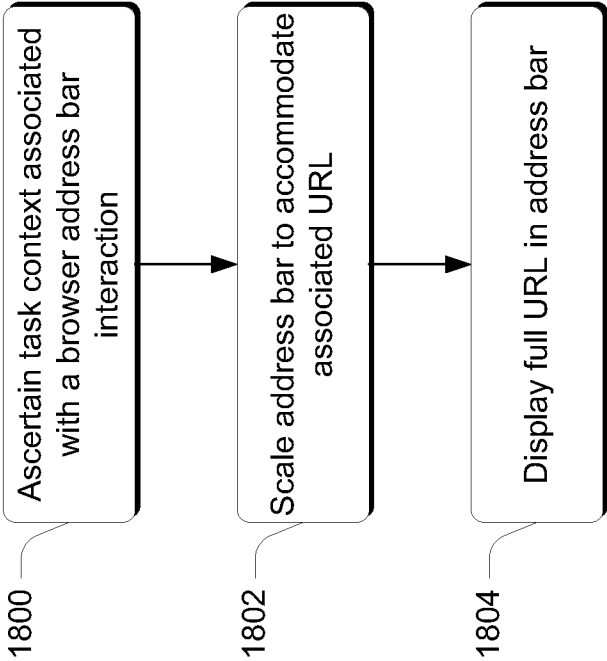 1800
Ascertain task context associated
with a browser address bar
interaction
1802
Scale address bar to accommodate
associated URL
1804
Display full URL in address bar